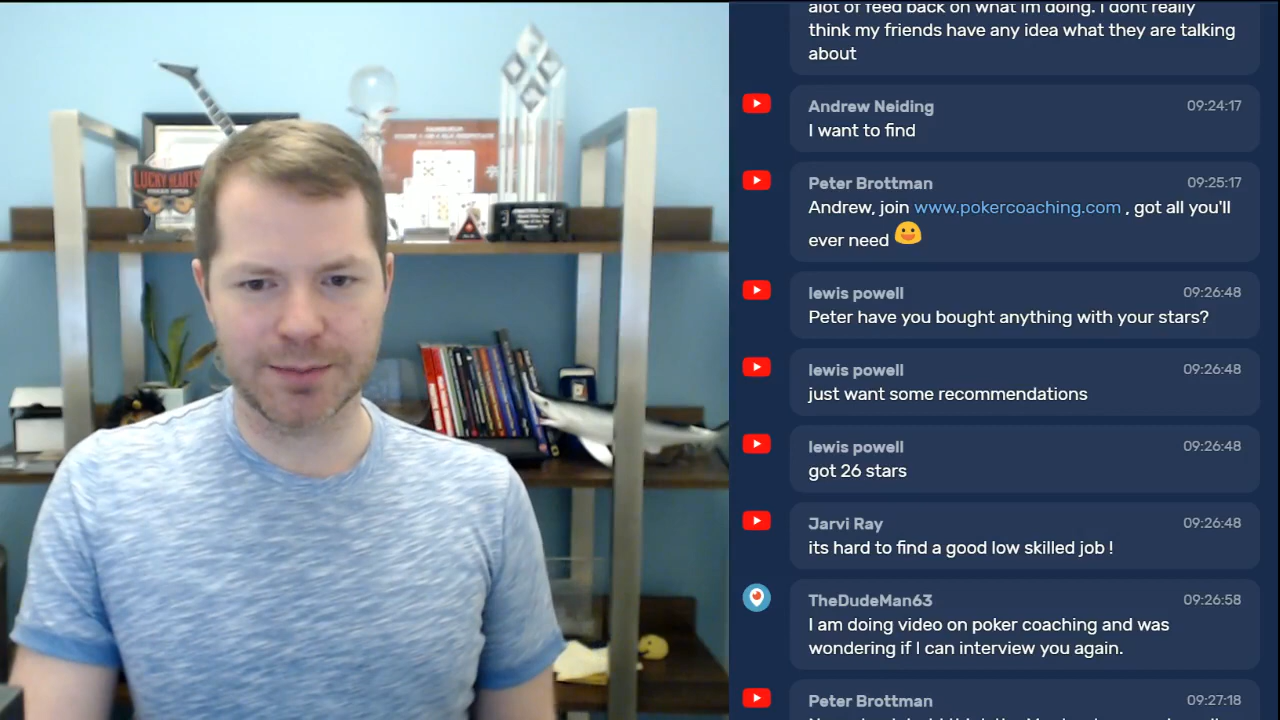 alot of feed back on what im doing. I dont really
think my friends have any idea what they are talking
about
Andrew Neiding 09:24:17
I want to find
Peter Brottman 09:25:17
Andrew, join www.pokercoaching.com , got all you'll
ever need
lewis powell 09:26:48
Peter have you bought anything with your stars?
lewis powell 09:26:48
just want some recommendations
lewis powell 09:26:48
got 26 stars
Jarvi Ray 09:26:48
its hard to find a good low skilled job !
TheDudeMan63 09:26:58
I am doing video on poker coaching and was
wondering if I can interview you again.
Peter Brottman 09:27:18
LUCKY HEARTS